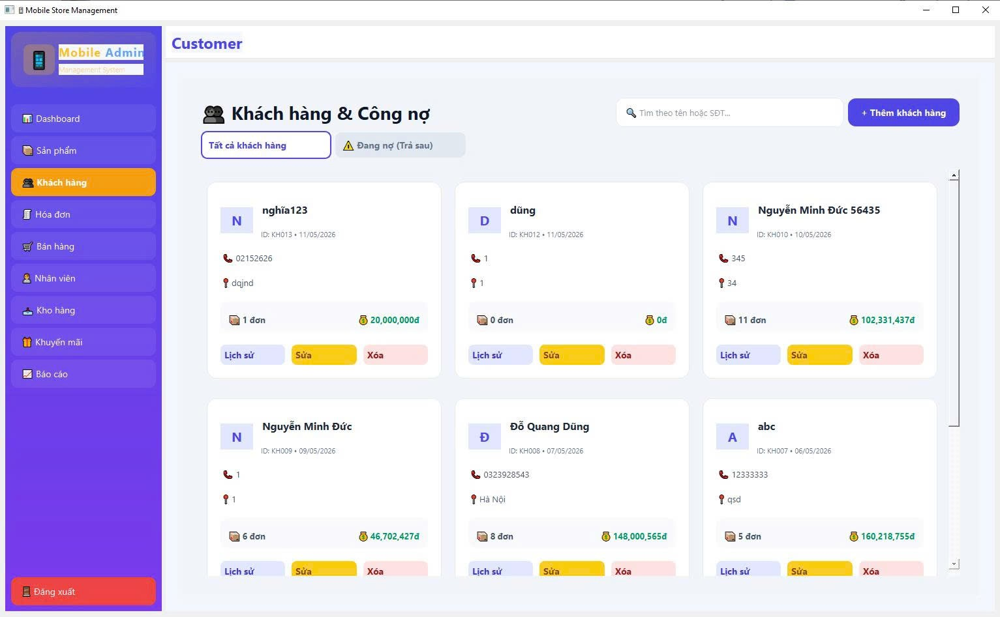 Mobile Store Management
Mobile Admin
Management System
Dashboard
Sản phẩm
Khách hàng
Hóa đơn
Bán hàng
Nhân viên
Kho hàng
Khuyến mãi
Báo cáo
Đăng xuất
Customer
Khách hàng & Công nợ
Tìm theo tên hoặc SĐT...
+ Thêm khách hàng
Tất cả khách hàng
Đang nợ (Trả sau)
N
nghĩa123
ID: KH013 • 11/05/2026
02152626
dqjnd
1 đơn
20,000,000đ
Lịch sử
Sửa
Xóa
D
dũng
ID: KH012 • 11/05/2026
1
1
0 đơn
0đ
Lịch sử
Sửa
Xóa
N
Nguyễn Minh Đức 56435
ID: KH010 • 10/05/2026
345
34
11 đơn
102,331,437đ
Lịch sử
Sửa
Xóa
N
Nguyễn Minh Đức
ID: KH009 • 09/05/2026
1
1
6 đơn
46,702,427đ
Lịch sử
Sửa
Xóa
Đ
Đỗ Quang Dũng
ID: KH008 • 07/05/2026
0323928543
Hà Nội
8 đơn
148,000,565đ
Lịch sử
Sửa
Xóa
A
abc
ID: KH007 • 06/05/2026
12333333
qsd
5 đơn
160,218,755đ
Lịch sử
Sửa
Xóa